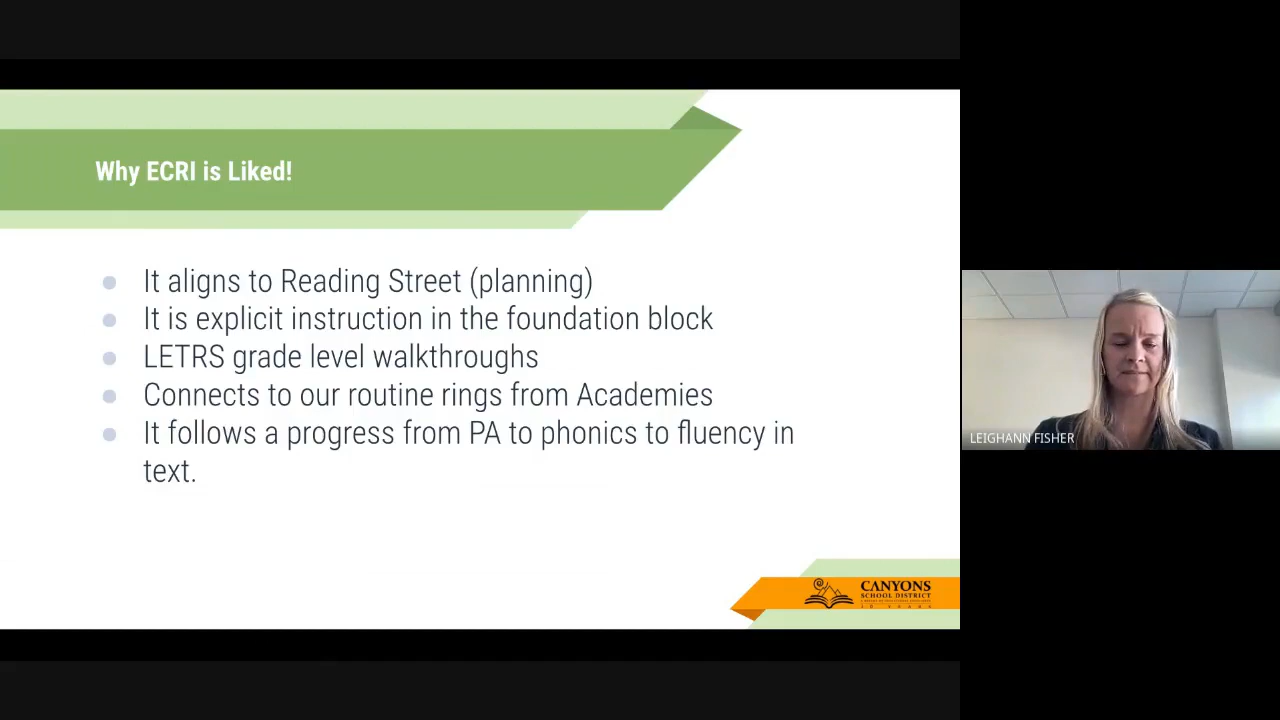 Why ECRI is Liked!
It aligns to Reading Street (planning)
It is explicit instruction in the foundation block
LETRS grade level walkthroughs
Connects to our routine rings from Academies
It follows a progress from PA to phonics to fluency in
text.
LEIGHANN FISHER
CANYONS
SCHOOL DISTRICT